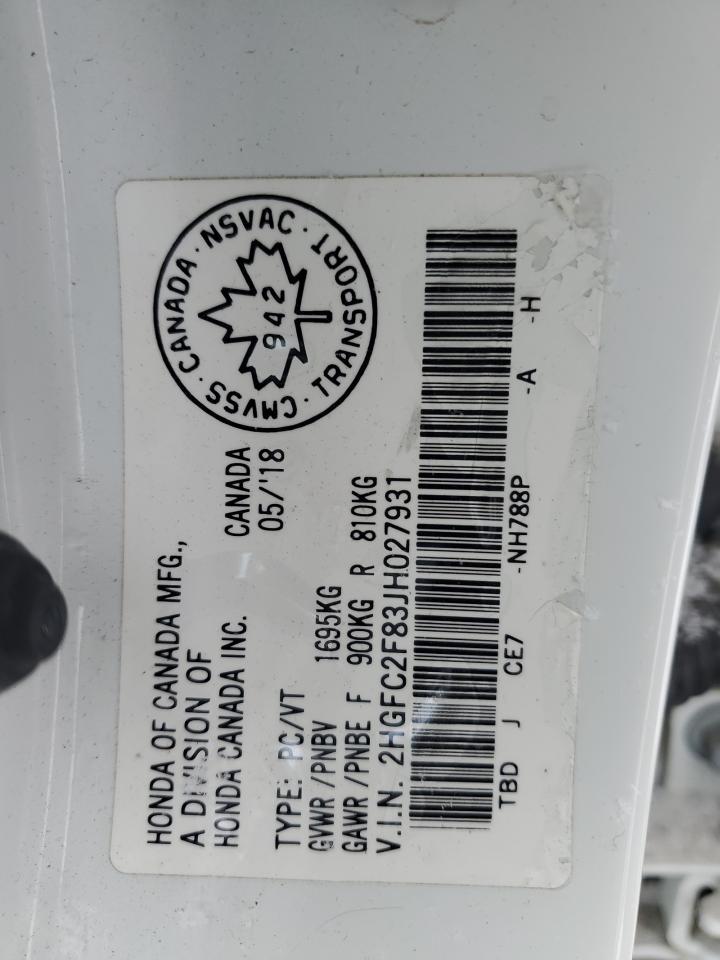 HONDA OF CANADA MFG.,
A DIVISION OF
HONDA CANADA INC.
CANADA
05/'18
TYPE: PC/VT
GVWR/PNBV 1695KG
GAWR/PNBE F 900KG R 810KG
V.I.N. 2HGFC2F83JH027931
TBD J CE7 -NH788P -A -H
CMVSS · CANADA · NSVAC · TRANSPORT ·
942